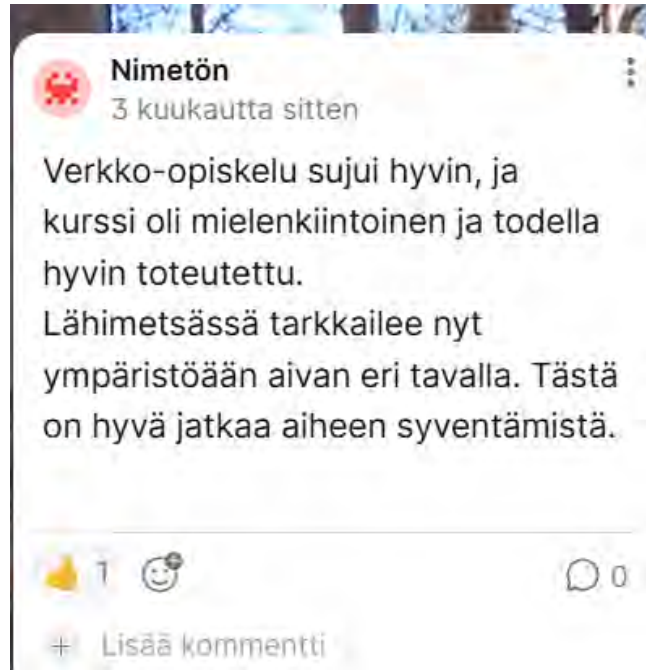 Nimetön
3 kuukautta sitten
Verkko-opiskelu sujui hyvin, ja
kurssi oli mielenkiintoinen ja todella
hyvin toteutettu.
Lähimetsässä tarkkailee nyt
ympäristöään aivan eri tavalla. Tästä
on hyvä jatkaa aiheen syventämistä.
1
0
+ Lisää kommentti